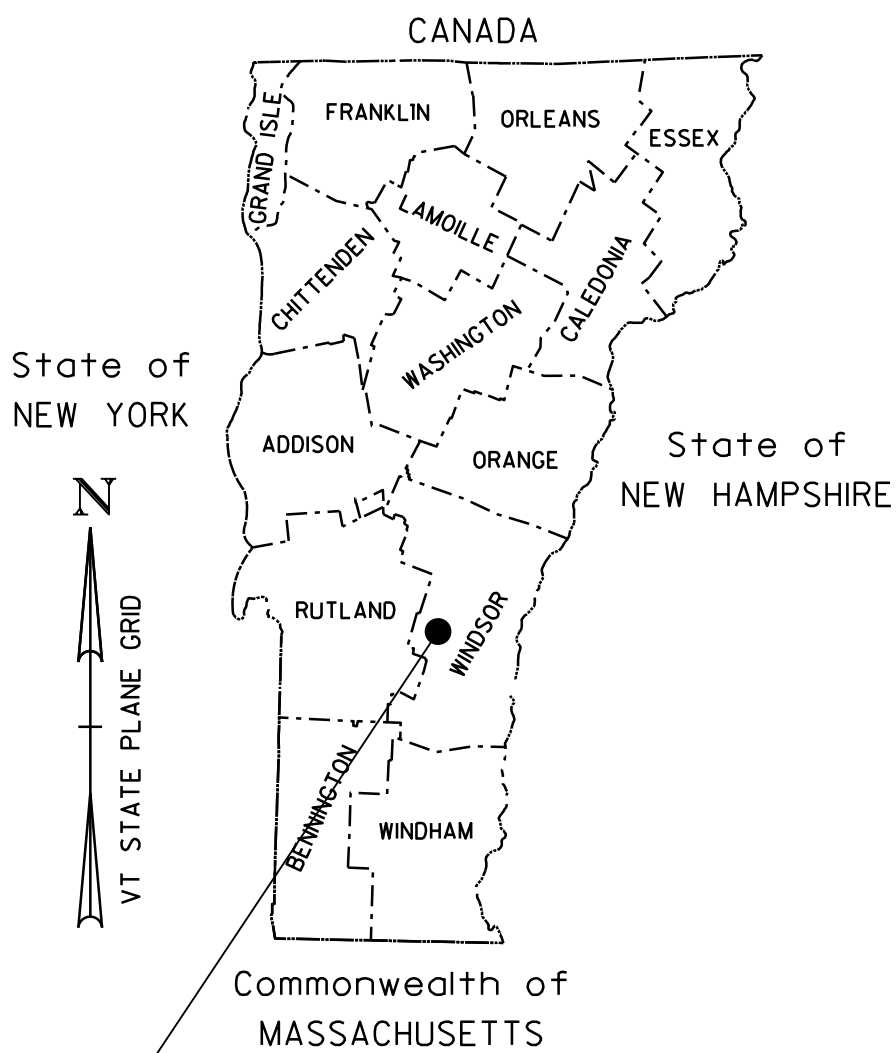 CANADA
GRAND ISLE
FRANKLIN
ORLEANS
ESSEX
VI
LAMOILLE
CHITTENDEN
CALEDONIA
WASHINGTON
State of
NEW YORK
ADDISON
ORANGE
State of
NEW HAMPSHIRE
N
VT STATE PLANE GRID
RUTLAND
WINDSOR
BENNINGTON
WINDHAM
Commonwealth of
MASSACHUSETTS